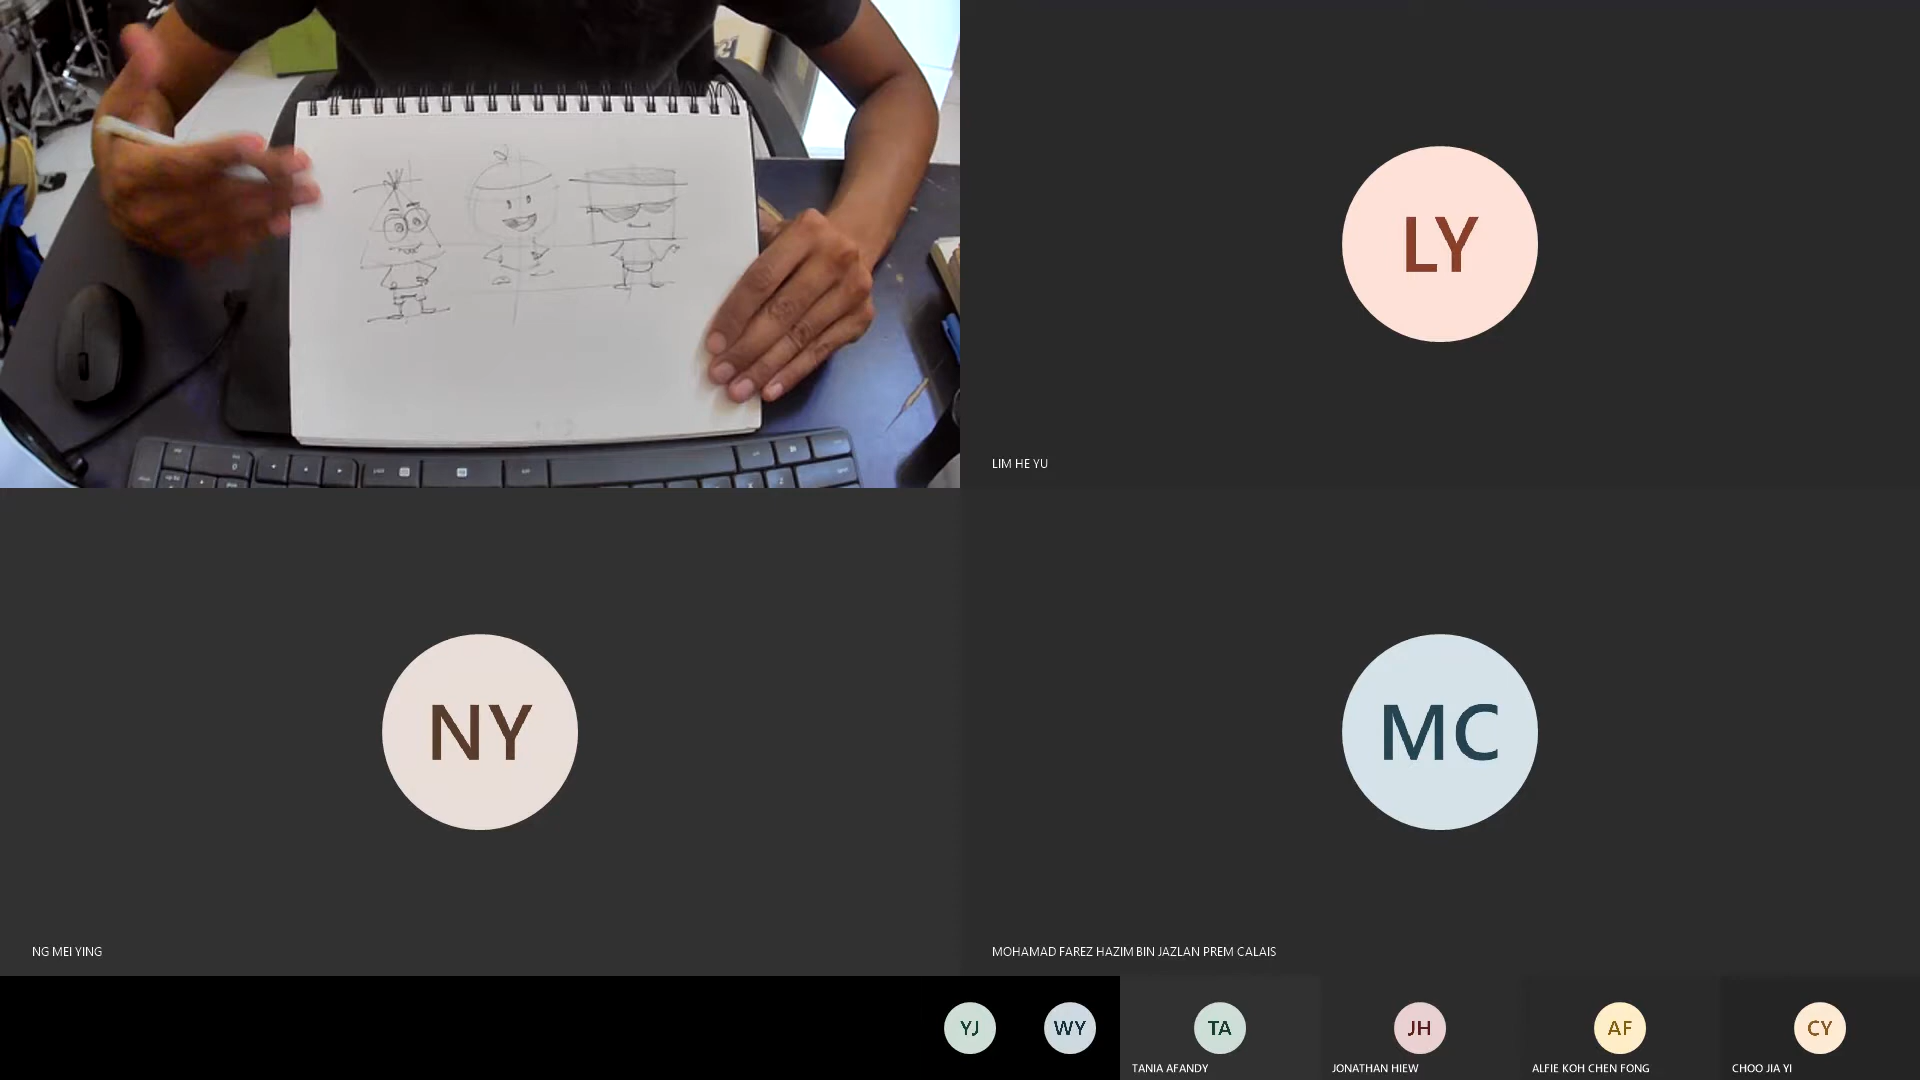 LY
LIM HE YU
NY
MC
NG MEI YING
MOHAMAD FAREZ HAZIM BIN JAZLAN PREM CALAIS
YJ
WY
TA
JH
AF
CY
TANIA AFANDY
JONATHAN HIEW
ALFIE KOH CHEN FONG
CHOO JIA YI